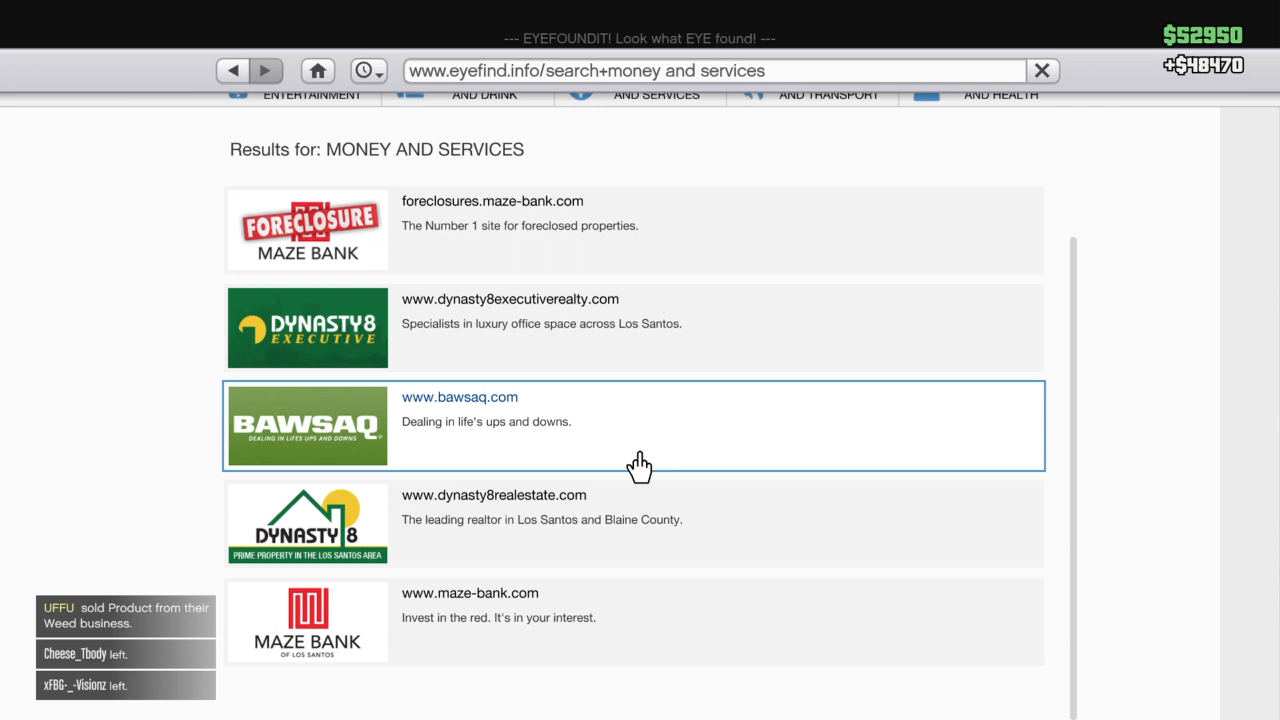 --- EYEFOUNDIT! Look what EYE found! ---
$52950
+$48470
www.eyefind.info/search+money and services
ENTERTAINMENT
AND DRINK
AND SERVICES
AND TRANSPORT
AND HEALTH
Results for: MONEY AND SERVICES
FORECLOSURE
MAZE BANK
foreclosures.maze-bank.com
The Number 1 site for foreclosed properties.
DYNASTY8
EXECUTIVE
www.dynasty8executiverealty.com
Specialists in luxury office space across Los Santos.
BAWSAQ
DEALING IN LIFES UPS AND DOWNS
www.bawsaq.com
Dealing in life's ups and downs.
DYNASTY 8
PRIME PROPERTY IN THE LOS SANTOS AREA
www.dynasty8realestate.com
The leading realtor in Los Santos and Blaine County.
MAZE BANK
OF LOS SANTOS
www.maze-bank.com
Invest in the red. It's in your interest.
UFFU sold Product from their
Weed business.
Cheese_Tbody left.
xFBG-_-Visionz left.